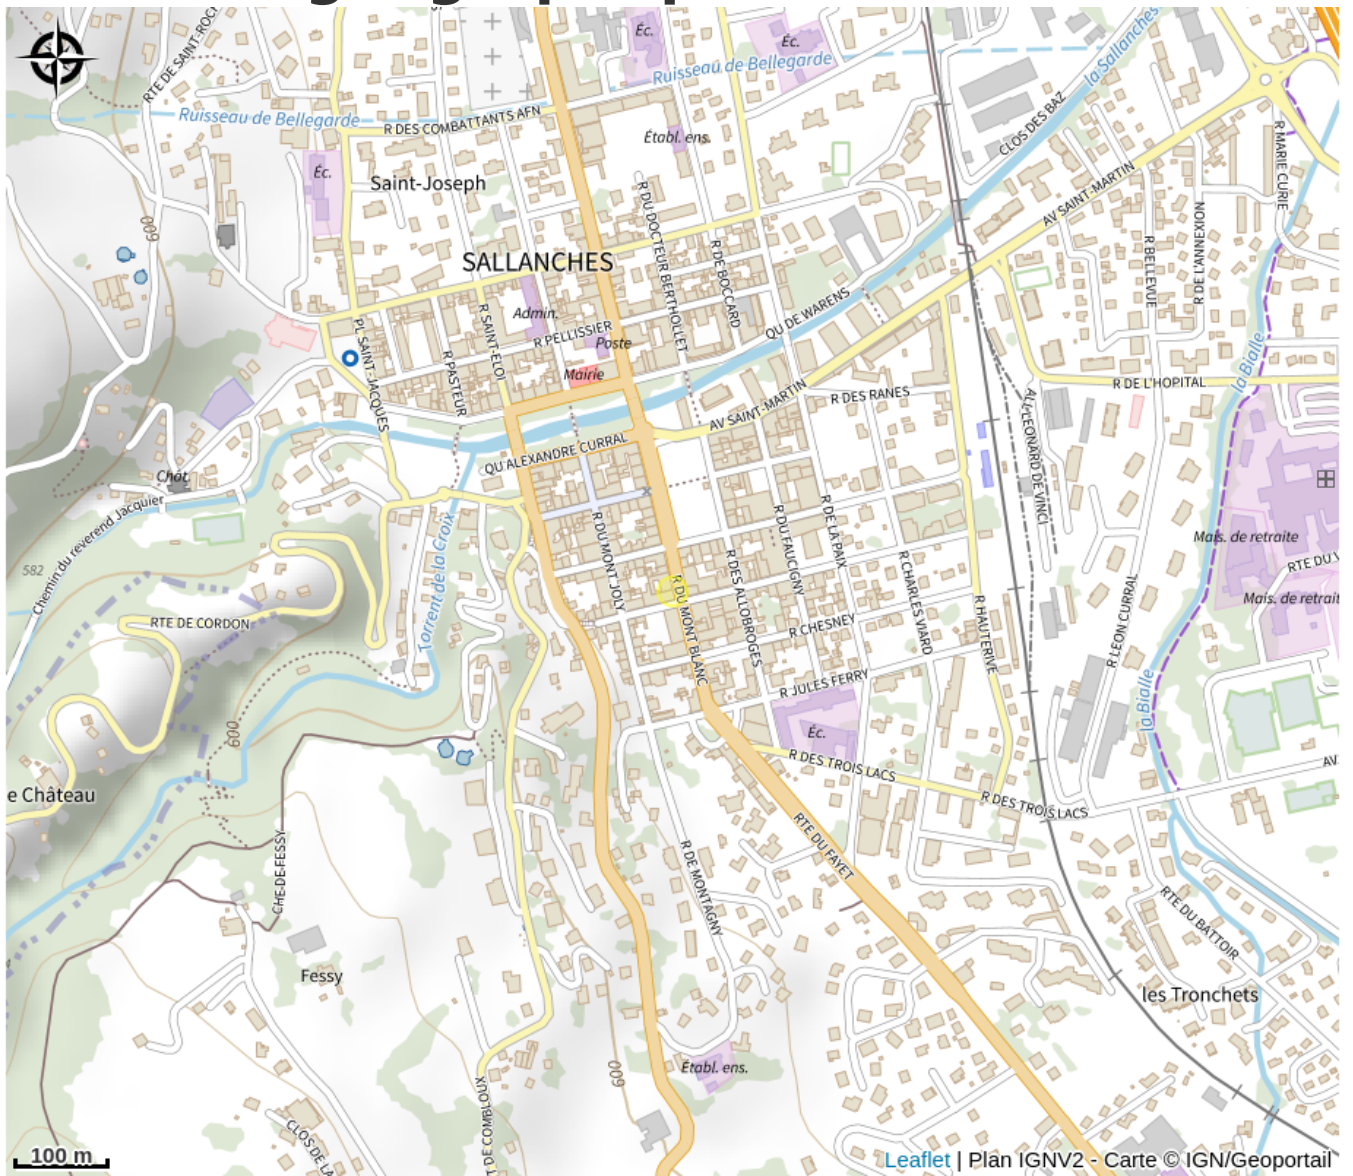 RTE DE SAINT-ROCH
Éc.
Éc.
la Sallanches
Ruisseau de Bellegarde
Ruisseau de Bellegarde
R DES COMBATTANTS AFN
CLOS DES BAZ
R MARIE CURIE
Établ. ens.
Éc.
Saint-Joseph
AV SAINT-MARTIN
600
R DU DOCTEUR BERTHOLLET
R DE BOCCARD
R BELLEVUE
R DE L'ANNEXION
SALLANCHES
Admin.
R SAINT-ELOI
R PELLISSIER
Poste
QU DE WARENS
PL SAINT-JACQUES
R PASTEUR
Mairie
la Bialle
R DES RANES
R DE L'HOPITAL
AV SAINT-MARTIN
QU ALEXANDRE CURRAL
ALL LEONARD DE VINCI
Chât.
Chemin du reverend Jacquier
Torrent de la Croix
R DU MONT JOLY
R DU FAUCIGNY
R DE LA PAIX
Mais. de retraite
582
R DU MONT BLANC
R DES ALLOBROGES
R CHARLES VIARD
R HAUTERIVE
R LEON CURRAL
RTE DU V
Mais. de retrait
RTE DE CORDON
R CHESNEY
R JULES FERRY
la Bialle
600
Éc.
R DES TROIS LACS
AV
e Château
R DES TROIS LACS
CHE DE FESSY
R DE MONTAGNY
RTE DU FAYET
RTE DU BATTOIR
Fessy
les Tronchets
600
Établ. ens.
T DE COMBLOUX
CLOS DE LA
100 m
Leaflet | Plan IGNV2 - Carte © IGN/Geoportail